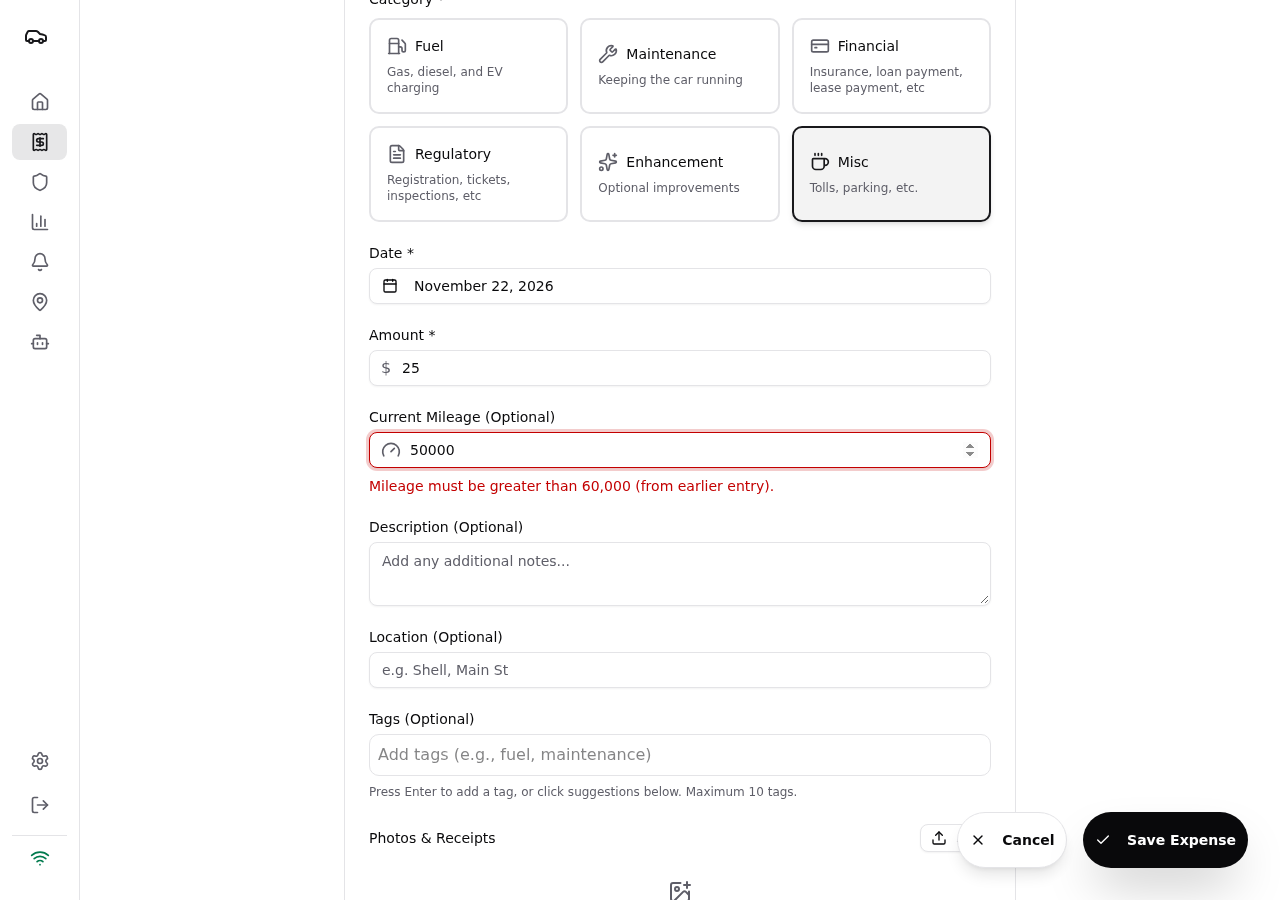 Category *
Fuel
Gas, diesel, and EV
charging
Maintenance
Keeping the car running
Financial
Insurance, loan payment,
lease payment, etc
Regulatory
Registration, tickets,
inspections, etc
Enhancement
Optional improvements
Misc
Tolls, parking, etc.
Date *
November 22, 2026
Amount *
$ 25
Current Mileage (Optional)
50000
Mileage must be greater than 60,000 (from earlier entry).
Description (Optional)
Add any additional notes...
Location (Optional)
e.g. Shell, Main St
Tags (Optional)
Add tags (e.g., fuel, maintenance)
Press Enter to add a tag, or click suggestions below. Maximum 10 tags.
Photos & Receipts
Cancel
Save Expense